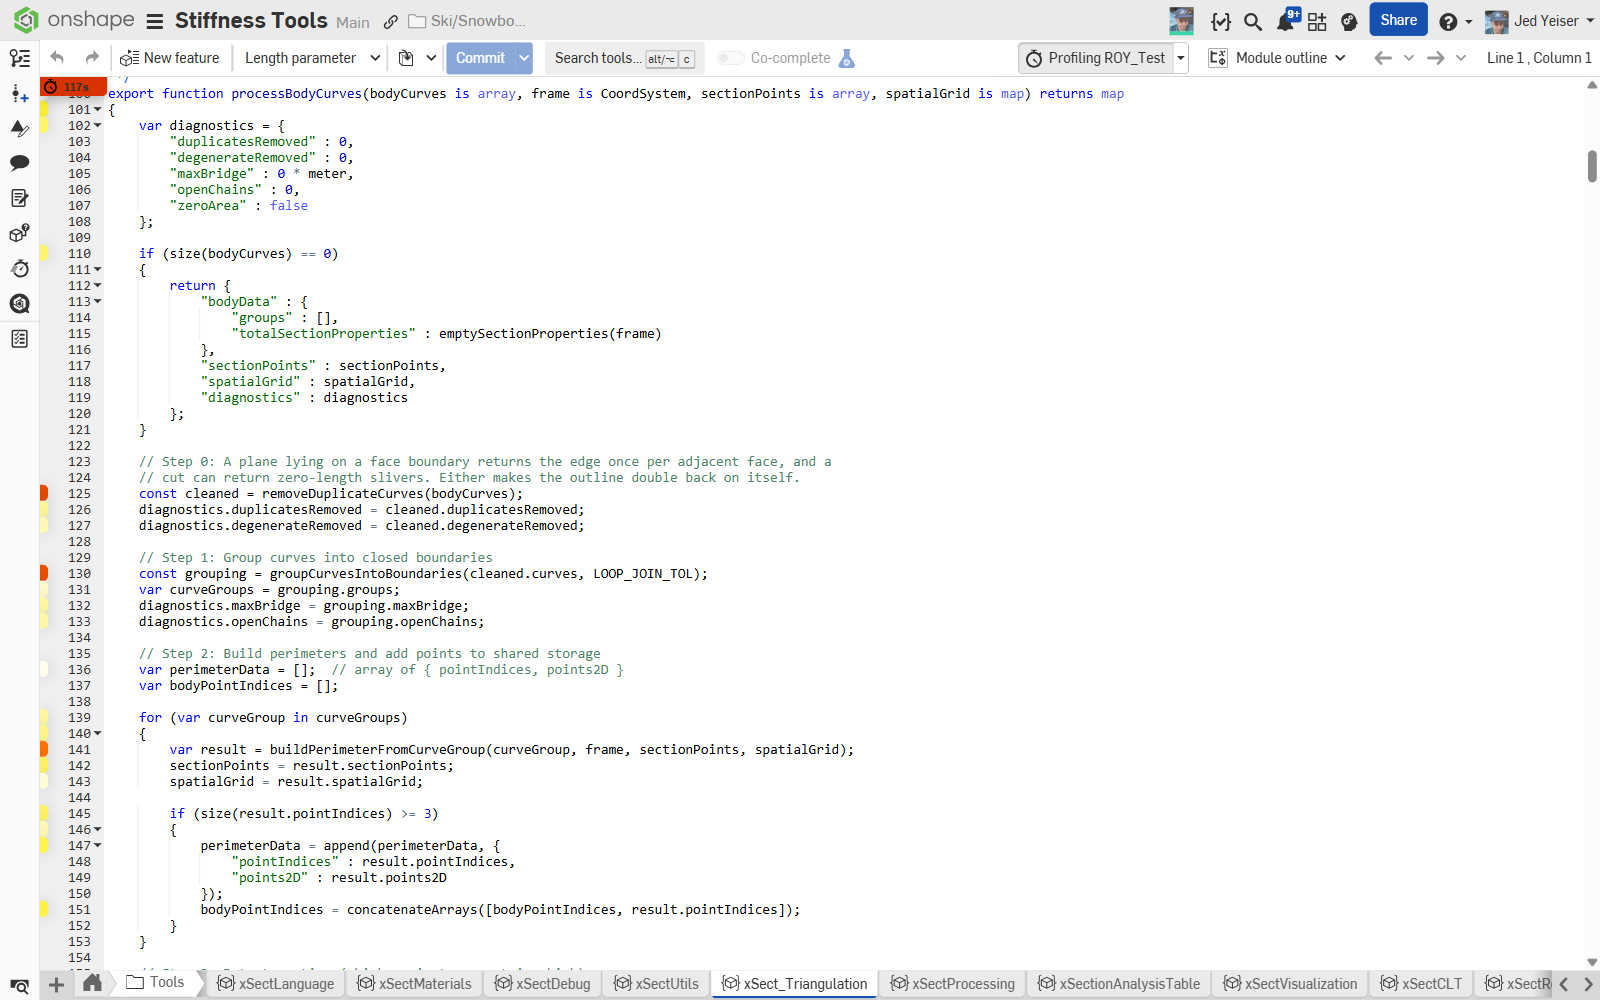 onshape Stiffness Tools Main Ski/Snowbo... 9+ Share Jed Yeiser
New feature Length parameter Commit Search tools... alt/⌥ c Co-complete Profiling ROY_Test Module outline Line 1 , Column 1
117s
export function processBodyCurves(bodyCurves is array, frame is CoordSystem, sectionPoints is array, spatialGrid is map) returns map
101 {
102 var diagnostics = {
103 "duplicatesRemoved" : 0,
104 "degenerateRemoved" : 0,
105 "maxBridge" : 0 * meter,
106 "openChains" : 0,
107 "zeroArea" : false
108 };
109
110 if (size(bodyCurves) == 0)
111 {
112 return {
113 "bodyData" : {
114 "groups" : [],
115 "totalSectionProperties" : emptySectionProperties(frame)
116 },
117 "sectionPoints" : sectionPoints,
118 "spatialGrid" : spatialGrid,
119 "diagnostics" : diagnostics
120 };
121 }
122
123 // Step 0: A plane lying on a face boundary returns the edge once per adjacent face, and a
124 // cut can return zero-length slivers. Either makes the outline double back on itself.
125 const cleaned = removeDuplicateCurves(bodyCurves);
126 diagnostics.duplicatesRemoved = cleaned.duplicatesRemoved;
127 diagnostics.degenerateRemoved = cleaned.degenerateRemoved;
128
129 // Step 1: Group curves into closed boundaries
130 const grouping = groupCurvesIntoBoundaries(cleaned.curves, LOOP_JOIN_TOL);
131 var curveGroups = grouping.groups;
132 diagnostics.maxBridge = grouping.maxBridge;
133 diagnostics.openChains = grouping.openChains;
134
135 // Step 2: Build perimeters and add points to shared storage
136 var perimeterData = []; // array of { pointIndices, points2D }
137 var bodyPointIndices = [];
138
139 for (var curveGroup in curveGroups)
140 {
141 var result = buildPerimeterFromCurveGroup(curveGroup, frame, sectionPoints, spatialGrid);
142 sectionPoints = result.sectionPoints;
143 spatialGrid = result.spatialGrid;
144
145 if (size(result.pointIndices) >= 3)
146 {
147 perimeterData = append(perimeterData, {
148 "pointIndices" : result.pointIndices,
149 "points2D" : result.points2D
150 });
151 bodyPointIndices = concatenateArrays([bodyPointIndices, result.pointIndices]);
152 }
153 }
154
Tools xSectLanguage xSectMaterials xSectDebug xSectUtils xSect_Triangulation xSectProcessing xSectionAnalysisTable xSectVisualization xSectCLT xSectR